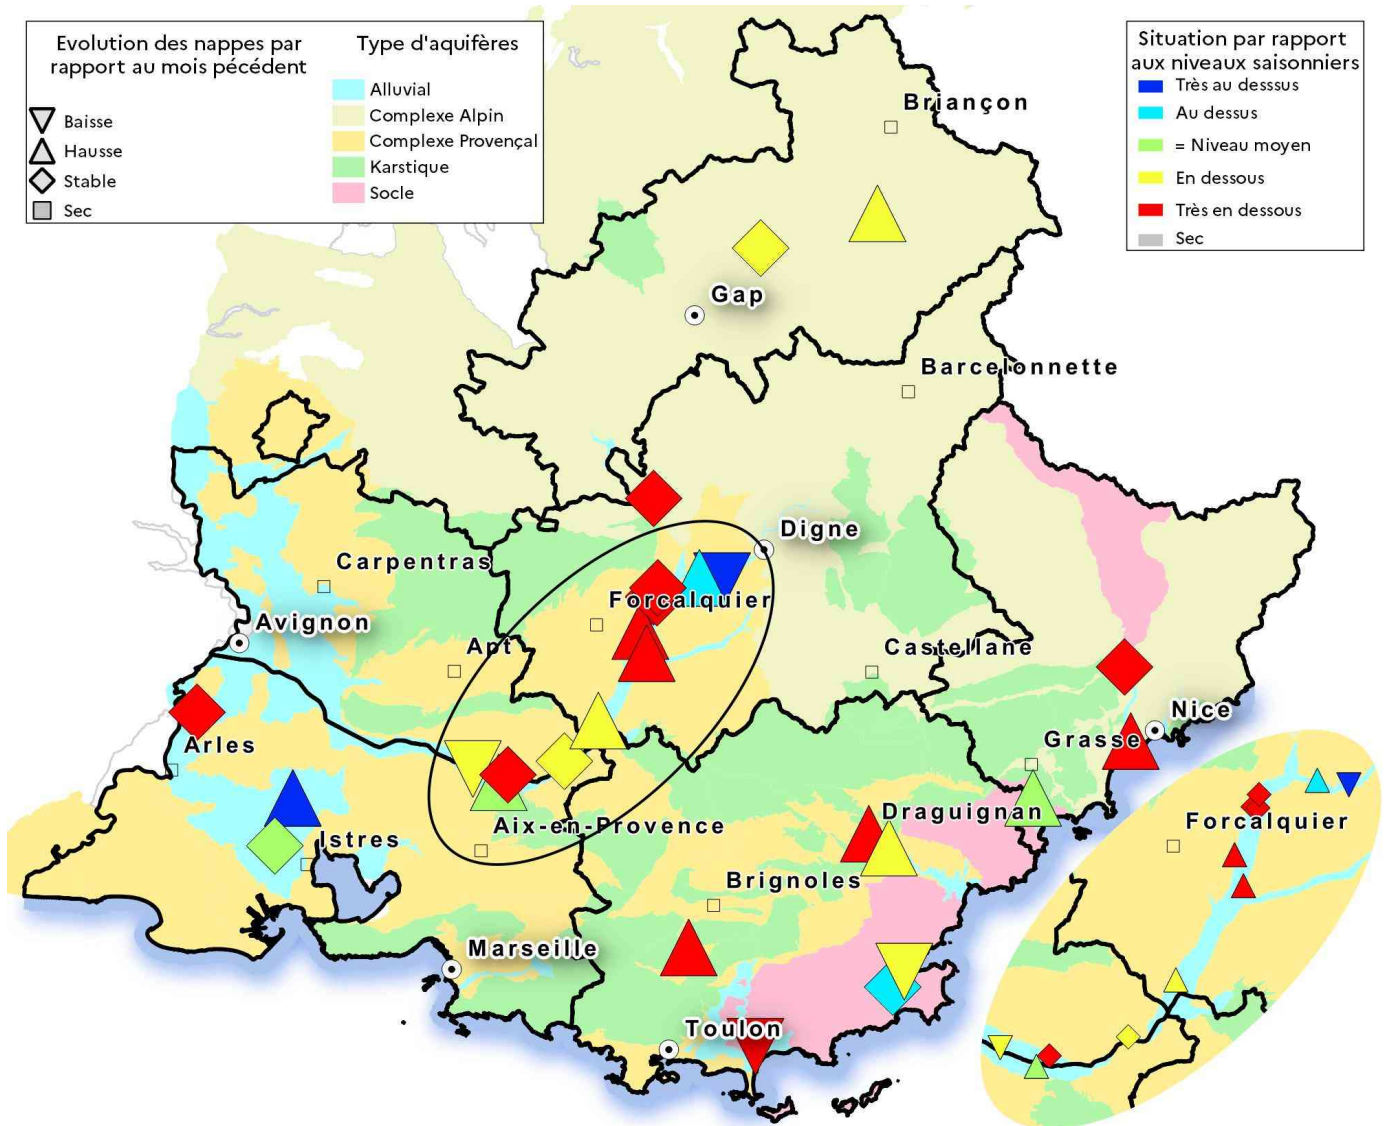 Evolution des nappes par
rapport au mois pécédent
Baisse
Hausse
Stable
Sec
Type d'aquifères
Alluvial
Complexe Alpin
Complexe Provençal
Karstique
Socle
Situation par rapport
aux niveaux saisonniers
Très au desssus
Au dessus
= Niveau moyen
En dessous
Très en dessous
Sec
Briançon
Gap
Barcelonnette
Digne
Carpentras
Forcalquier
Avignon
Apt
Castellane
Nice
Arles
Grasse
Draguignan
Forcalquier
Aix-en-Provence
Istres
Brignoles
Marseille
Toulon